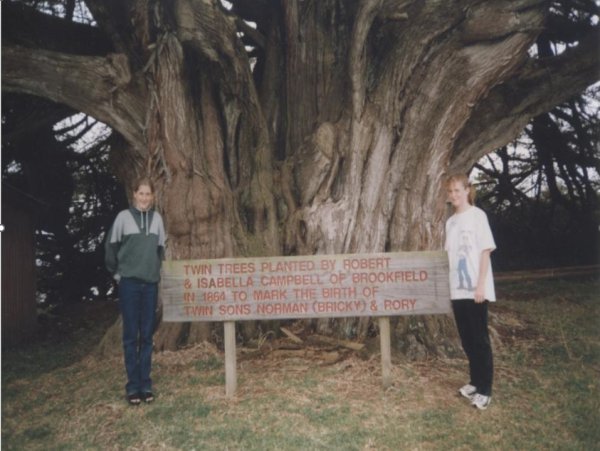 TWIN TREES PLANTED BY ROBERT
& ISABELLA CAMPBELL OF BROOKFIELD
IN 1864 TO MARK THE BIRTH OF
TWIN SONS NORMAN (BRICKY) & RORY